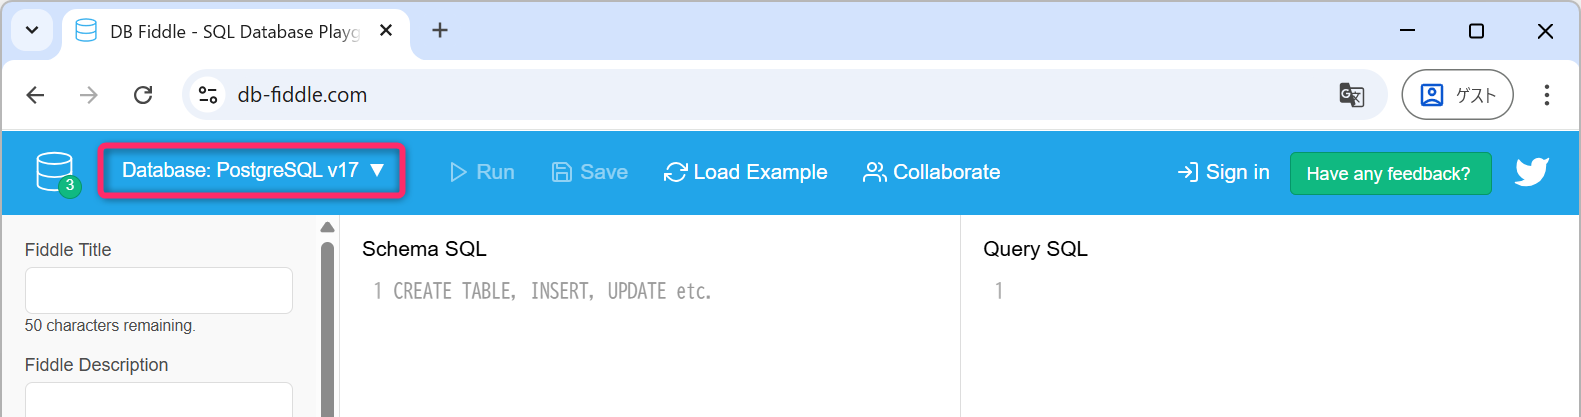 DB Fiddle - SQL Database Playg
db-fiddle.com
ゲスト
3
Database: PostgreSQL v17 ▼
Run
Save
Load Example
Collaborate
Sign in
Have any feedback?
Fiddle Title
50 characters remaining.
Fiddle Description
Schema SQL
1 CREATE TABLE, INSERT, UPDATE etc.
Query SQL
1